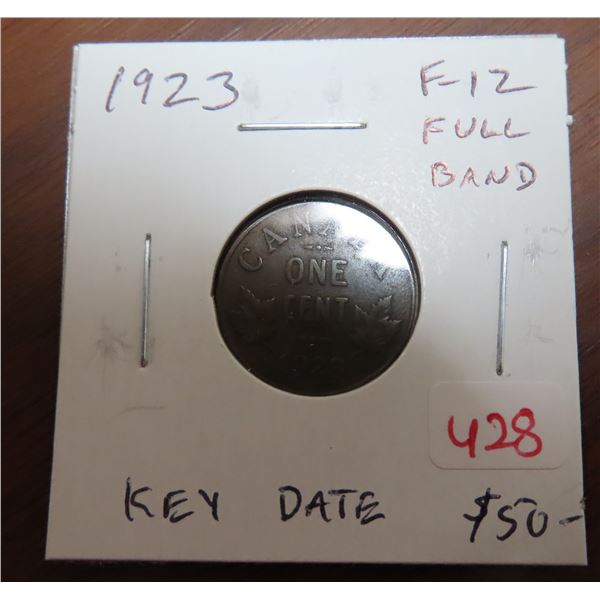 1923
F-12
FULL
BAND
CANADA
ONE
CENT
1923
428
KEY DATE $50-